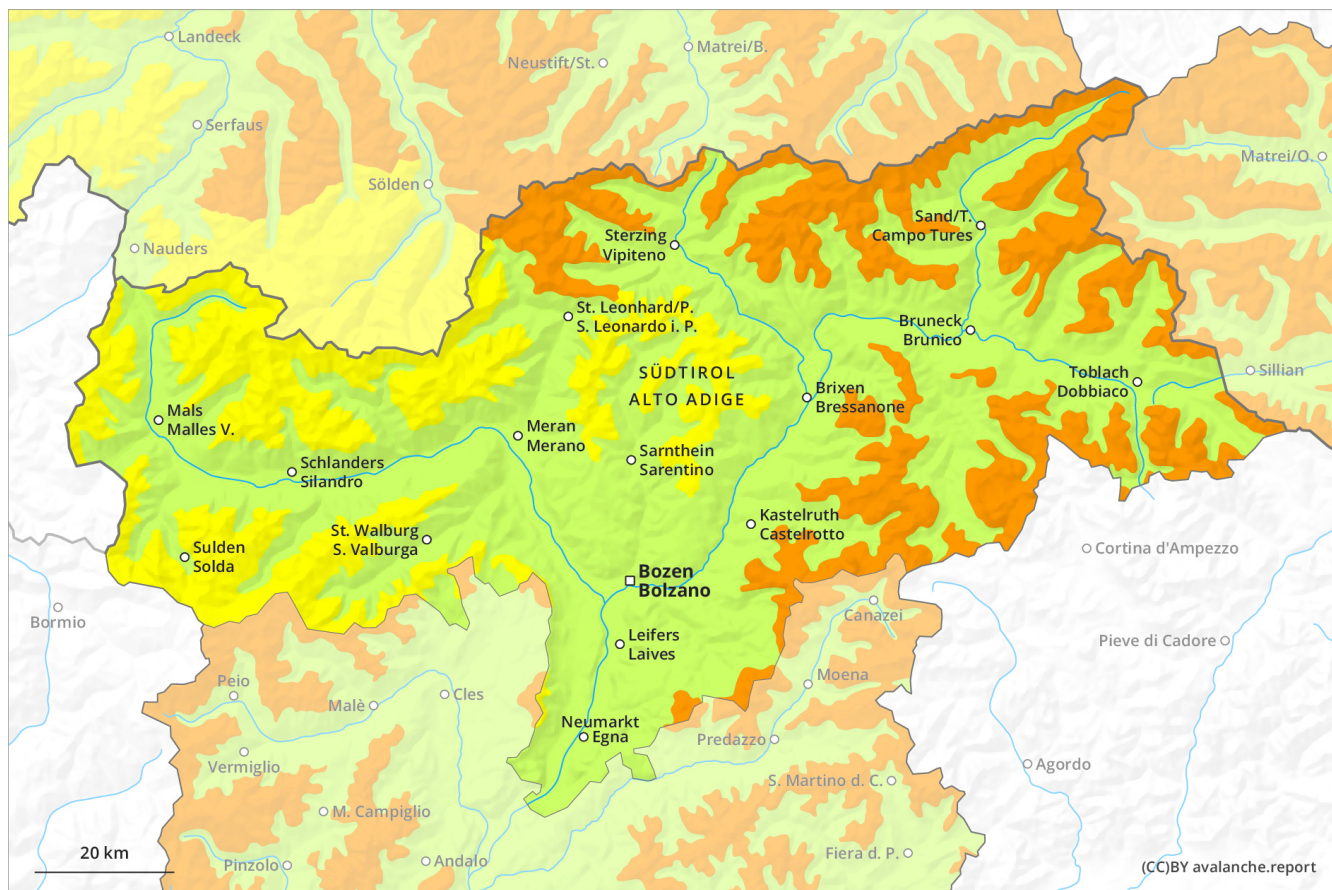 Landeck
Matrei/B.
Neustift/St.
Serfaus
Matrei/O.
Sölden
Sand/T.
Campo Tures
Sterzing
Vipiteno
Nauders
St. Leonhard/P.
S. Leonardo i. P.
Bruneck
Brunico
SÜDTIROL
ALTO ADIGE
Toblach
Dobbiaco
Sillian
Brixen
Bressanone
Mals
Malles V.
Meran
Merano
Sarnthein
Sarentino
Schlanders
Silandro
Kastelruth
Castelrotto
St. Walburg
S. Valburga
Sulden
Solda
Cortina d'Ampezzo
Bozen
Bolzano
Bormio
Canazei
Leifers
Laives
Pieve di Cadore
Peio
Moena
Malè
Cles
Neumarkt
Egna
Predazzo
Vermiglio
Agordo
S. Martino d. C.
M. Campiglio
20 km
Pinzolo
Andalo
Fiera d. P.
(CC)BY avalanche.report